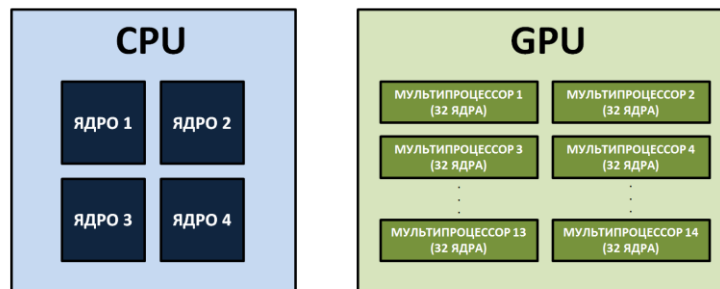 CPU
ЯДРО 1
ЯДРО 2
ЯДРО 3
ЯДРО 4
GPU
МУЛЬТИПРОЦЕССОР 1
(32 ЯДРА)
МУЛЬТИПРОЦЕССОР 2
(32 ЯДРА)
МУЛЬТИПРОЦЕССОР 3
(32 ЯДРА)
МУЛЬТИПРОЦЕССОР 4
(32 ЯДРА)
МУЛЬТИПРОЦЕССОР 13
(32 ЯДРА)
МУЛЬТИПРОЦЕССОР 14
(32 ЯДРА)